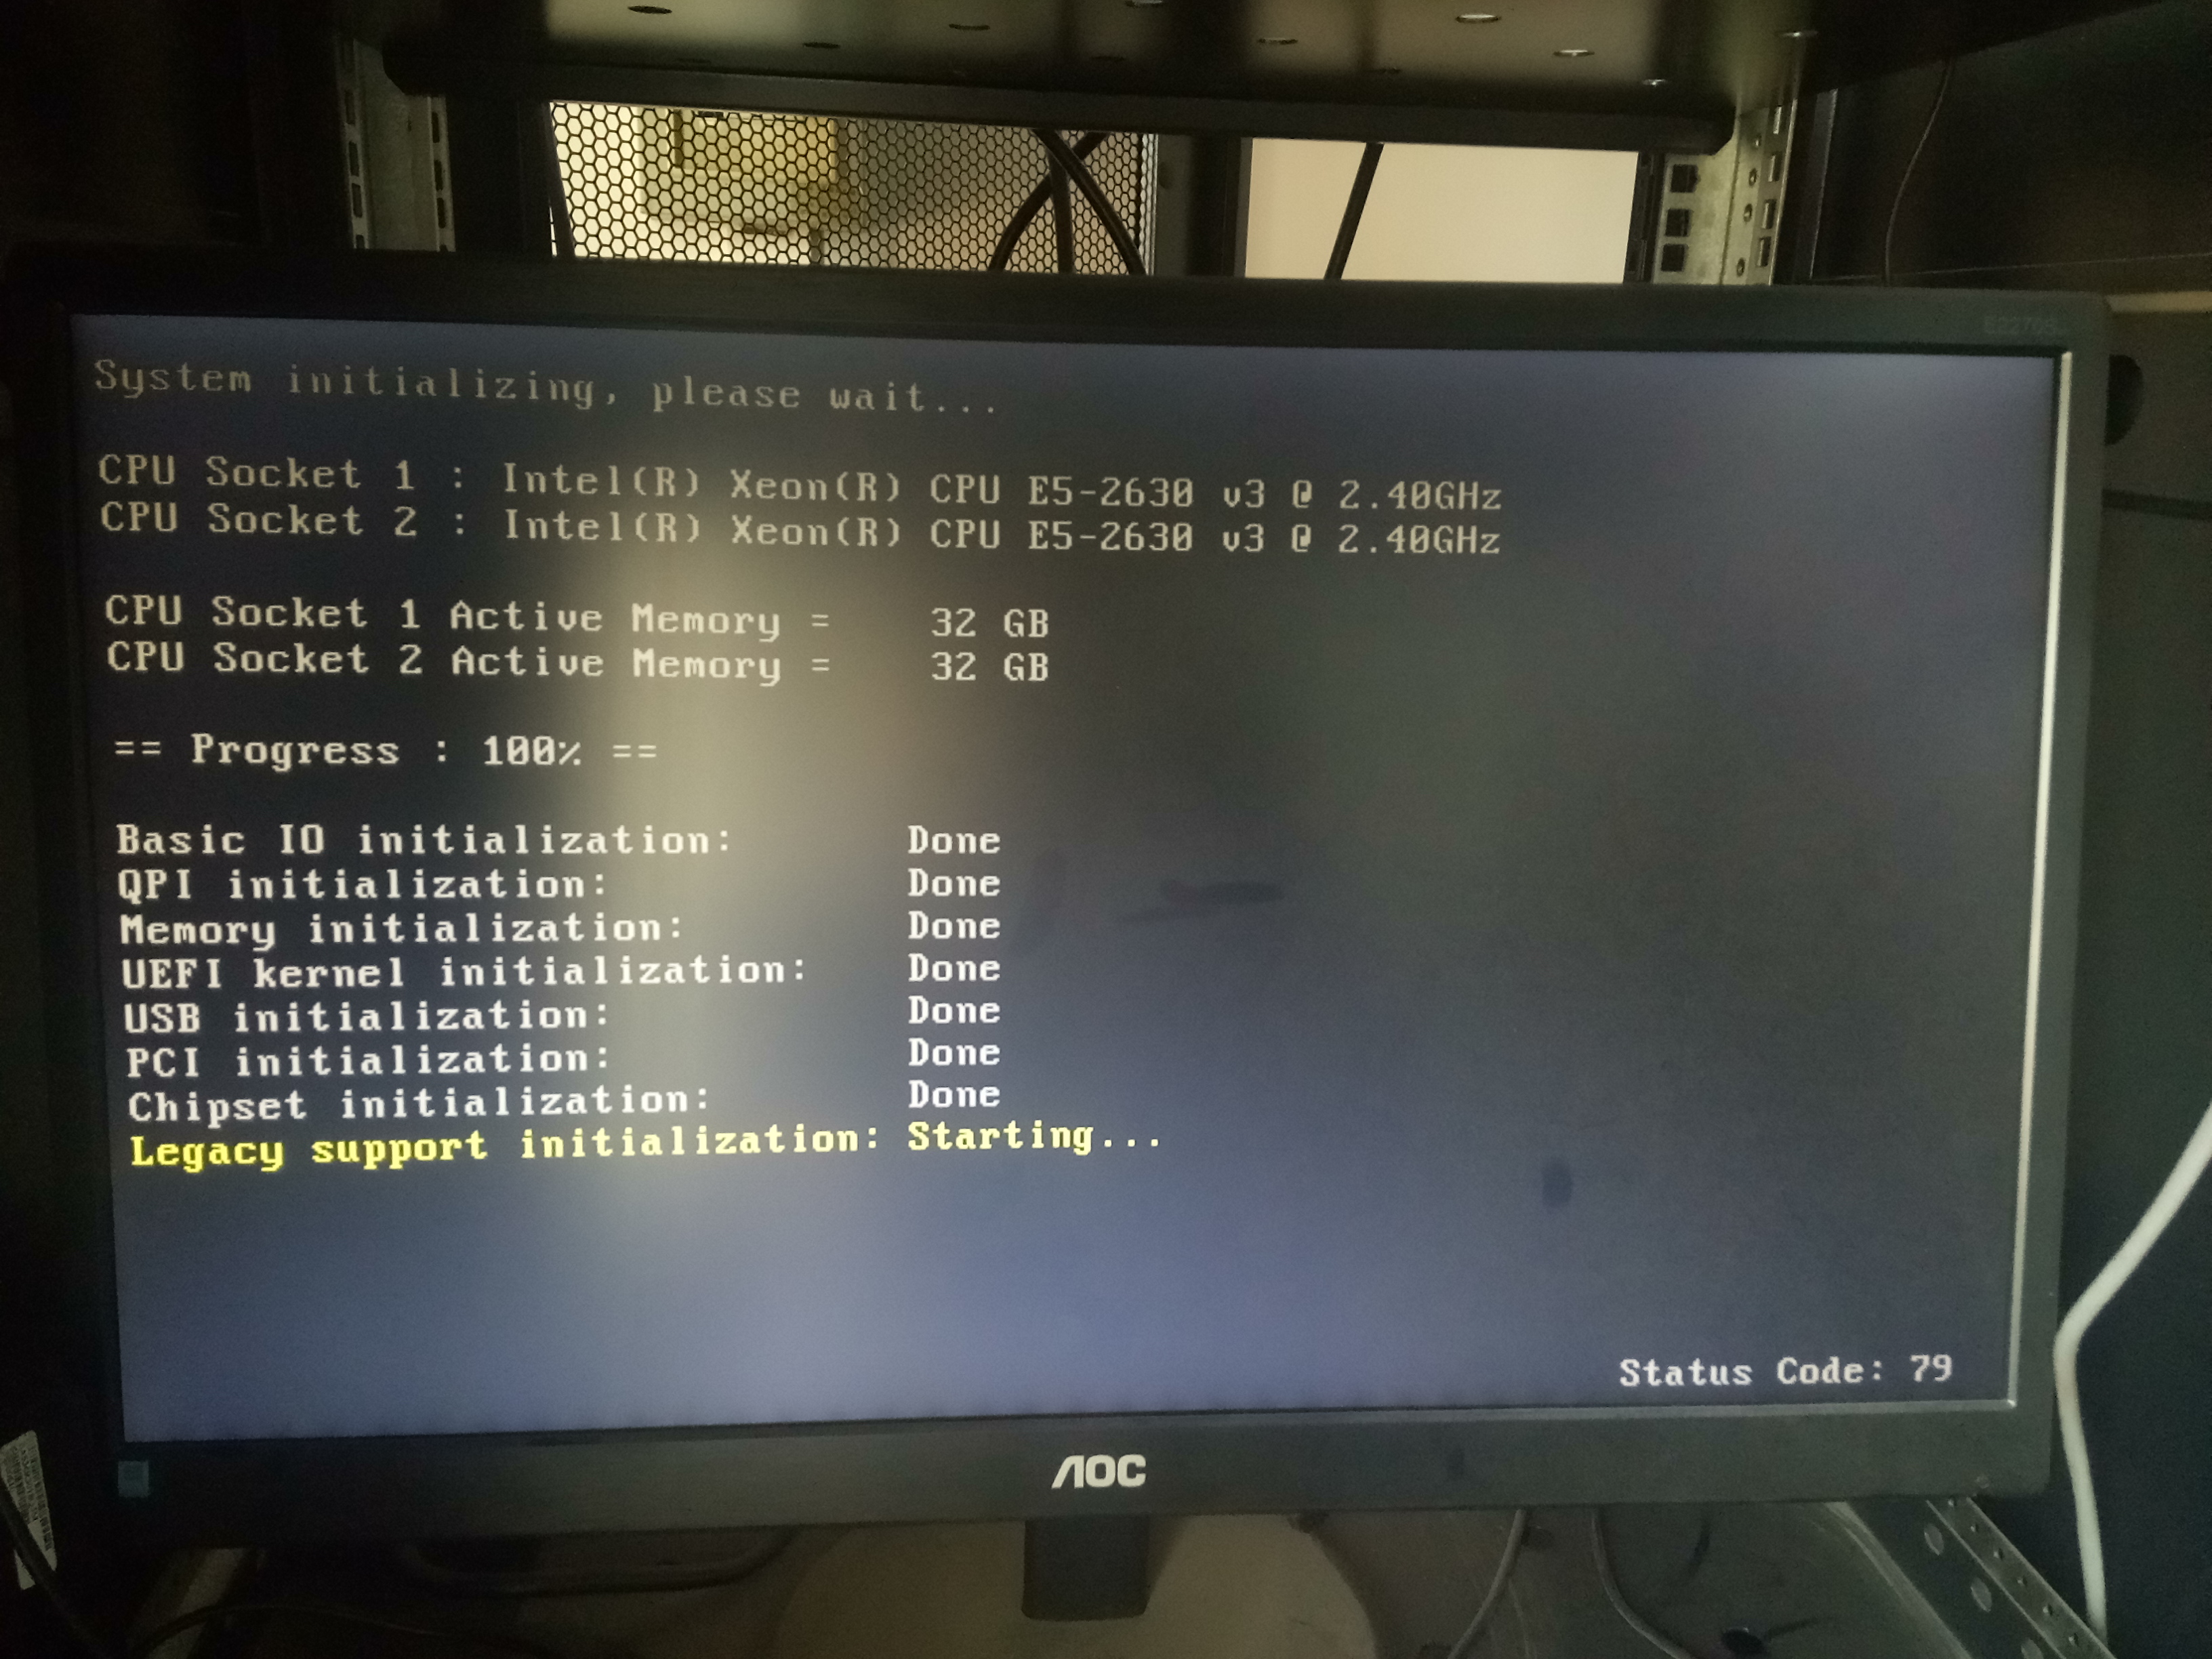 System initializing, please wait...
CPU Socket 1 : Intel(R) Xeon(R) CPU E5-2630 v3 @ 2.40GHz
CPU Socket 2 : Intel(R) Xeon(R) CPU E5-2630 v3 @ 2.40GHz
CPU Socket 1 Active Memory = 32 GB
CPU Socket 2 Active Memory = 32 GB
== Progress : 100% ==
Basic IO initialization: Done
QPI initialization: Done
Memory initialization: Done
UEFI kernel initialization: Done
USB initialization: Done
PCI initialization: Done
Chipset initialization: Done
Legacy support initialization: Starting...
Status Code: 79
AOC